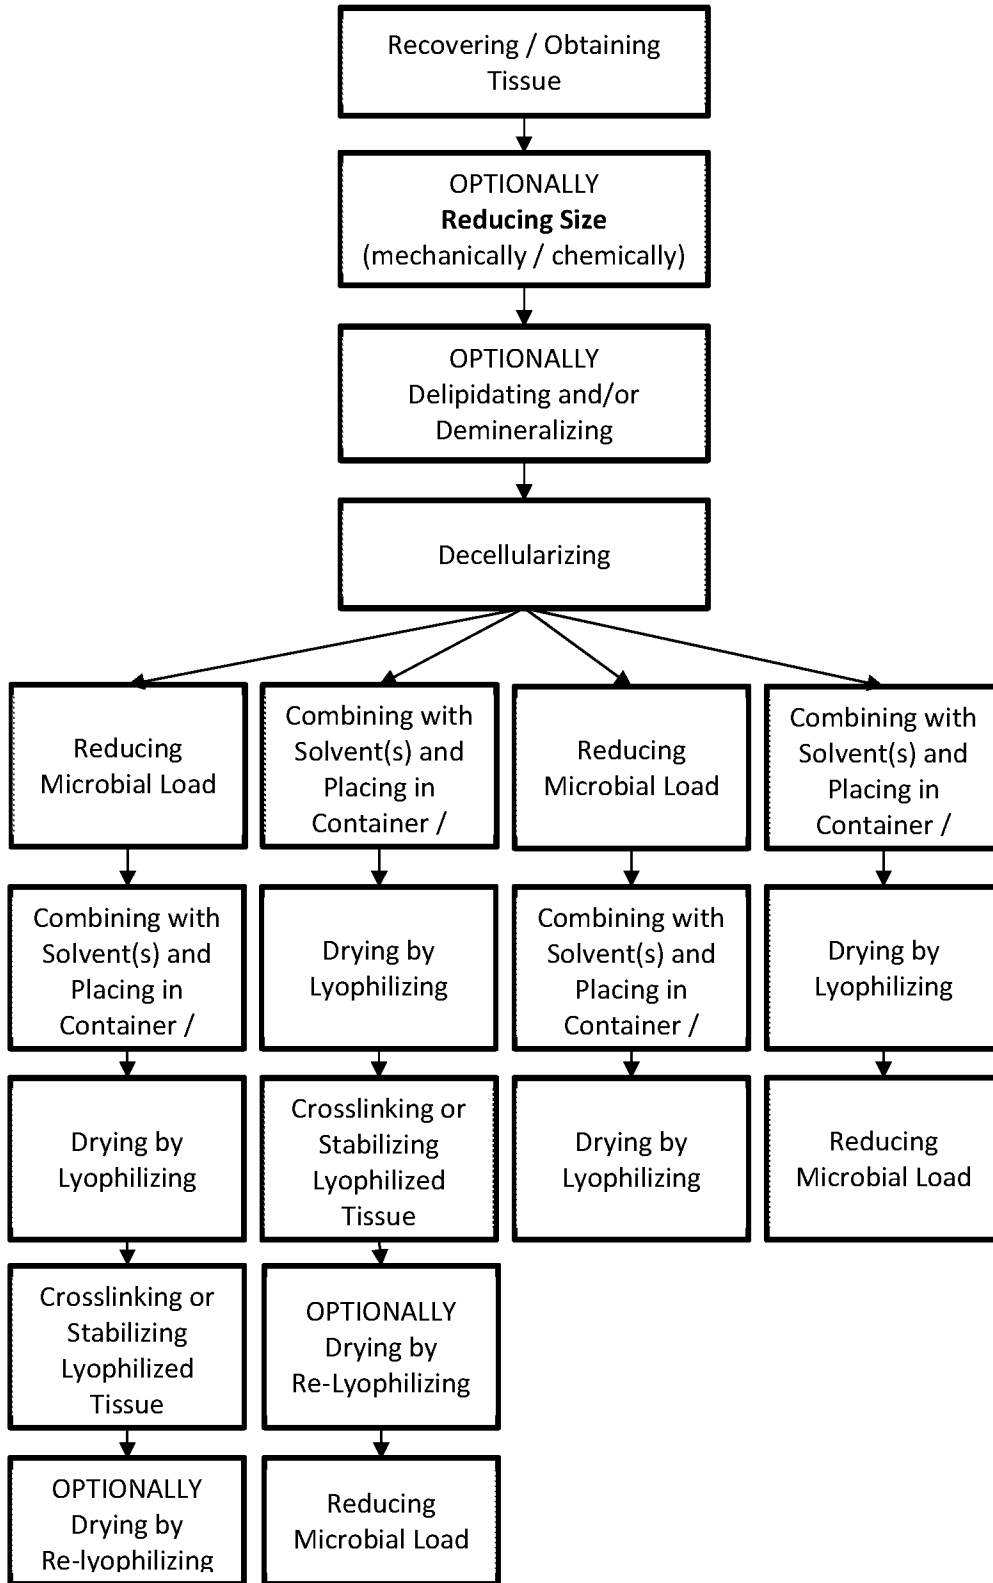 Recovering / Obtaining
Tissue
OPTIONALLY
Reducing Size
(mechanically / chemically)
OPTIONALLY
Delipidating and/or
Demineralizing
Decellularizing
Reducing
Microbial Load
Combining with
Solvent(s) and
Placing in
Container /
Reducing
Microbial Load
Combining with
Solvent(s) and
Placing in
Container /
Combining with
Solvent(s) and
Placing in
Container /
Drying by
Lyophilizing
Combining with
Solvent(s) and
Placing in
Container /
Drying by
Lyophilizing
Drying by
Lyophilizing
Crosslinking or
Stabilizing
Lyophilized
Tissue
Drying by
Lyophilizing
Reducing
Microbial Load
Crosslinking or
Stabilizing
Lyophilized
Tissue
OPTIONALLY
Drying by
Re-Lyophilizing
OPTIONALLY
Drying by
Re-lyophilizing
Reducing
Microbial Load